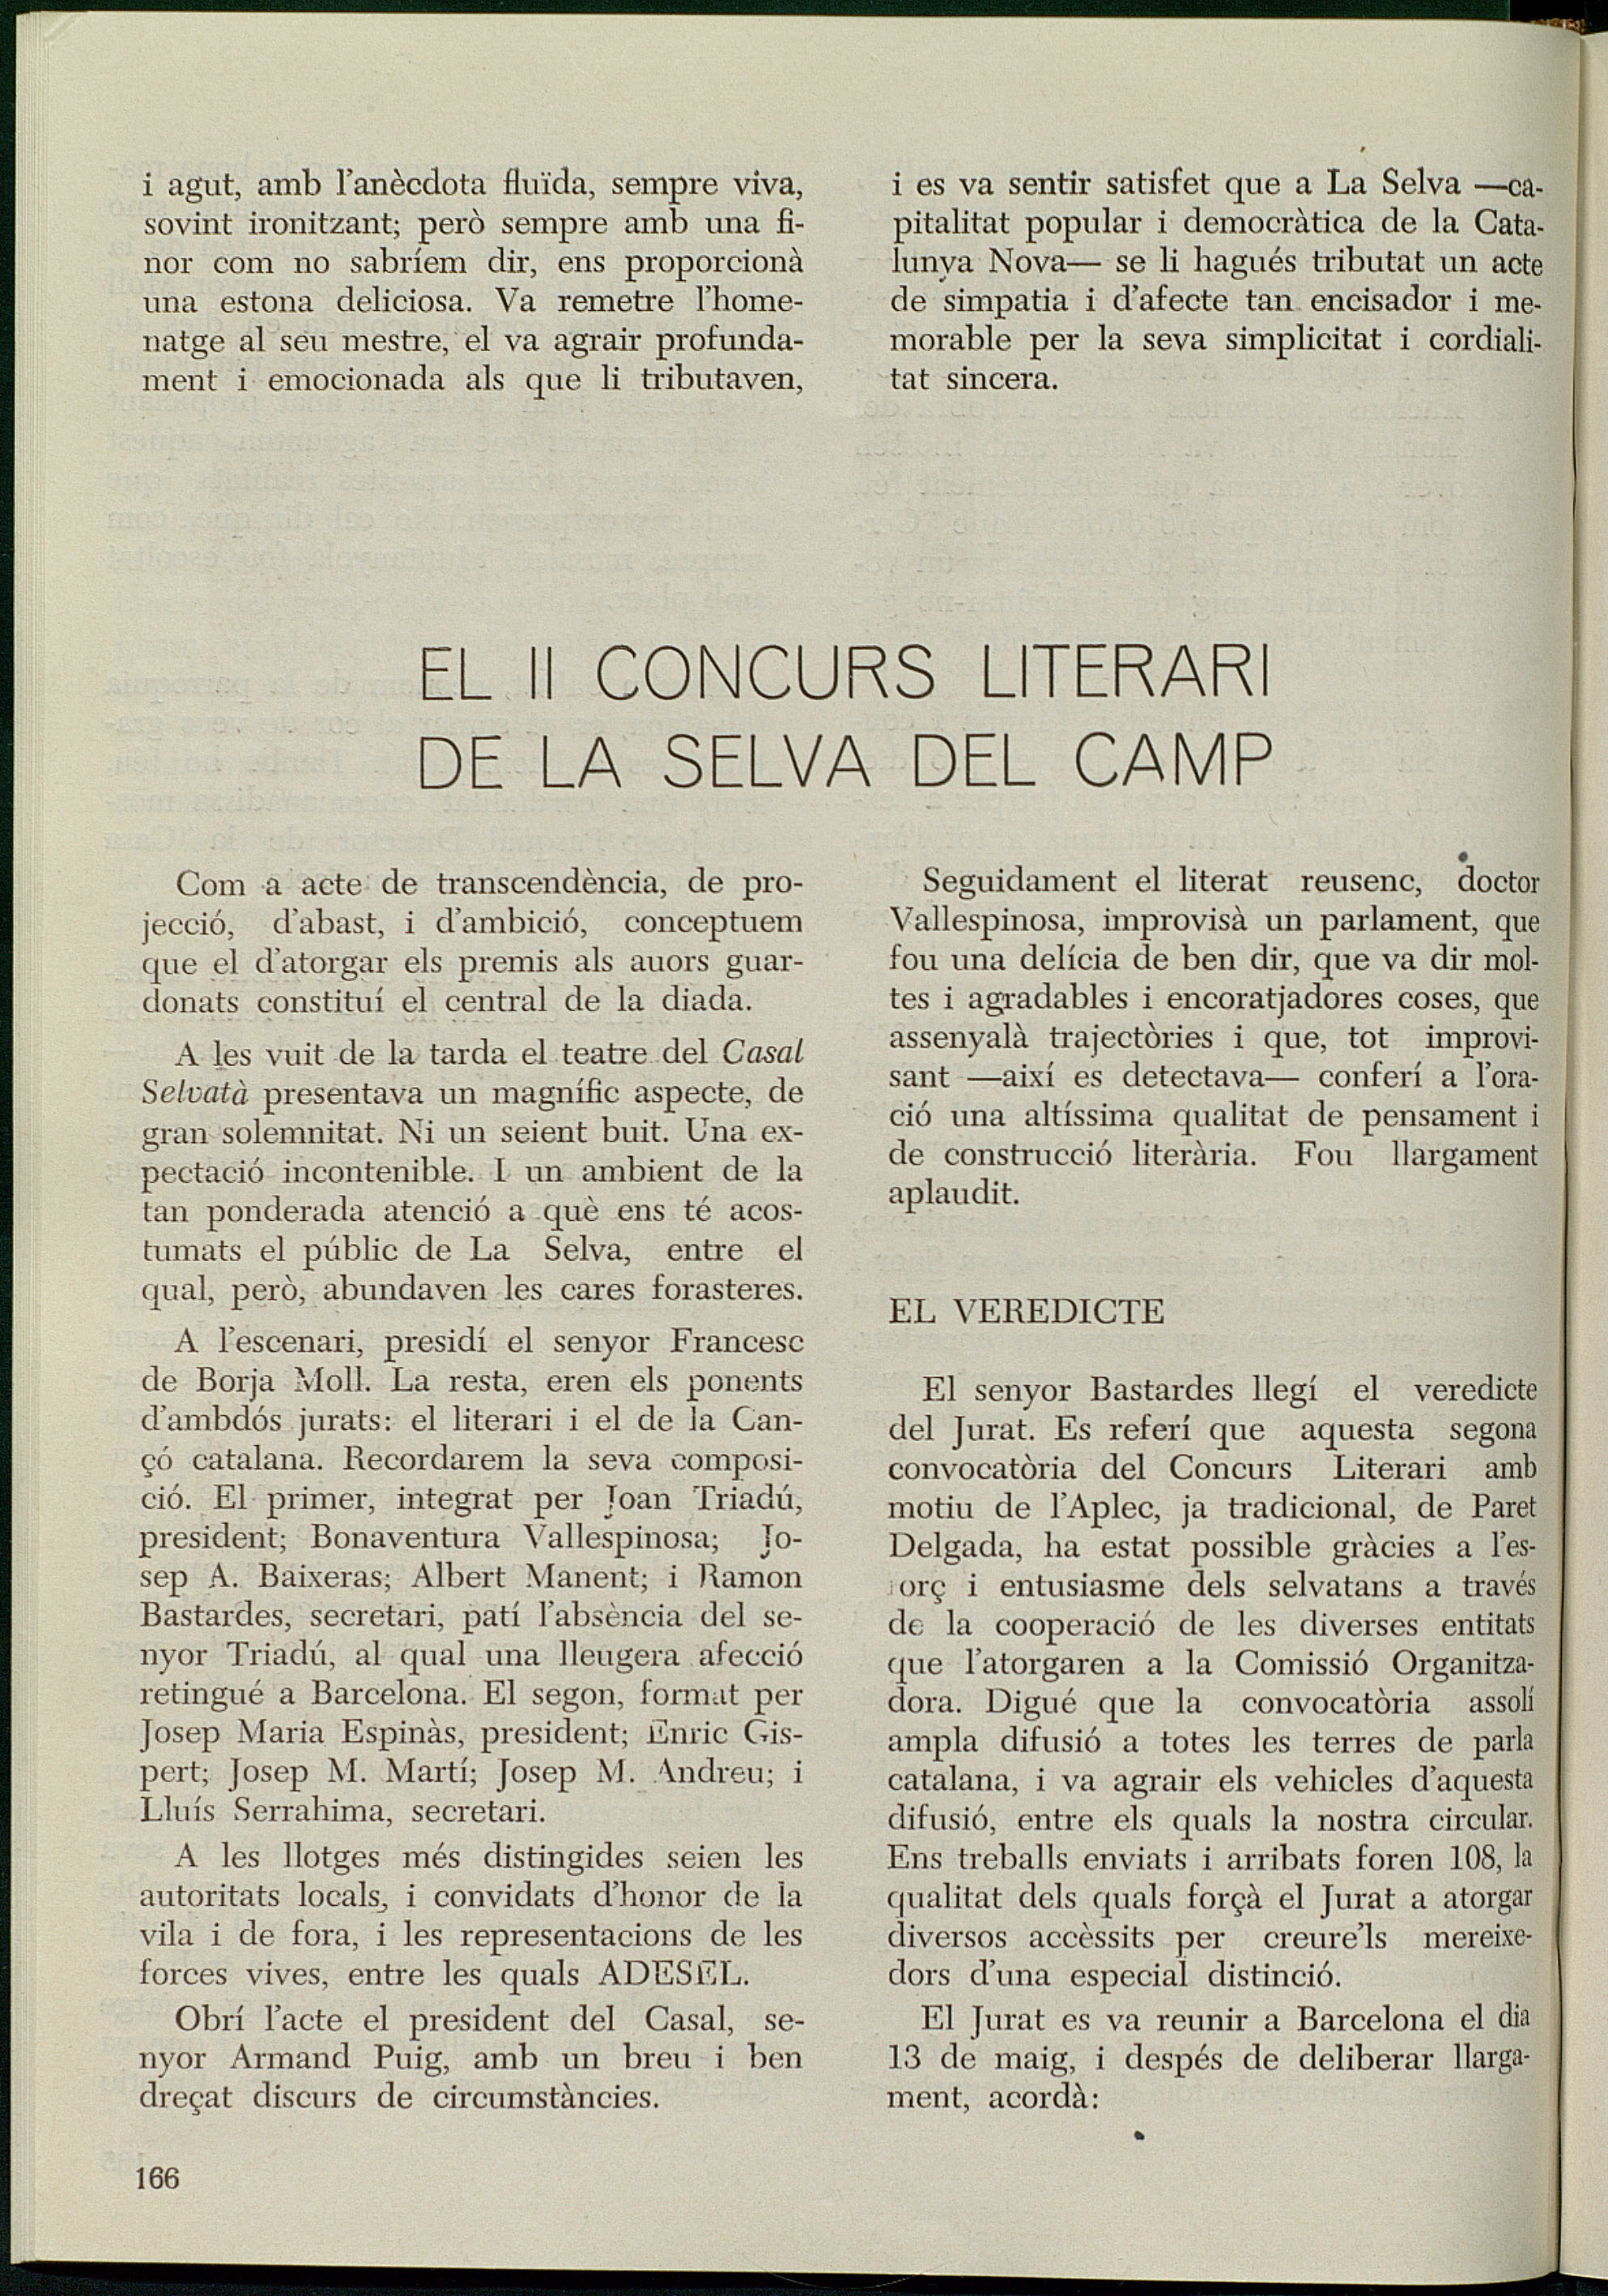 i agut, amb l'anècdota fluïda, sempre viva,
sovint ironitzant; però sempre amb una fi-
nor com no sabríem dir, ens proporcionà
una estona deliciosa. Va remetre l'home-
natge al seu mestre, el va agrair profunda-
ment i emocionada als que li tributaven,
i es va sentir satisfet que a La Selva —ca-
pitalitat popular i democràtica de la Cata-
lunya Nova— se li hagués tributat un acte
de simpatia i d'afecte tan encisador i me-
morable per la seva simplicitat i cordiali-
tat sincera.
EL II CONCURS LITERARI
DE LA SELVA DEL CAMP
Com a acte de transcendència, de pro-
jecció, d'abast, i d'ambició, conceptuem
que el d'atorgar els premis als auors guar-
donats constituí el central de la diada.
A les vuit de la tarda el teatre del Casal
Selvatà presentava un magnífic aspecte, de
gran solemnitat. Ni un seient buit. Una ex-
pectació incontenible. I un ambient de la
tan ponderada atenció a què ens té acos-
tumats el públic de La Selva, entre el
qual, però, abundaven les cares forasteres.
A l'escenari, presidí el senyor Francesc
de Borja Moll. La resta, eren els ponents
d'ambdós jurats: el literari i el de la Can-
çó catalana. Recordarem la seva composi-
ció. El primer, integrat per Joan Triadú,
president; Bonaventura Vallespinosa; Jo-
sep A. Baixeras; Albert Manent; i Ramon
Bastardes, secretari, patí l'absència del se-
nyor Triadú, al qual una lleugera afecció
retingué a Barcelona. El segon, format per
Josep Maria Espinàs, president; Enric Gis-
pert; Josep M. Martí; Josep M. Andreu; i
Lluís Serrahima, secretari.
A les llotges més distingides seien les
autoritats locals, i convidats d'honor de la
vila i de fora, i les representacions de les
forces vives, entre les quals ADESEL.
Obrí l'acte el president del Casal, se-
nyor Armand Puig, amb un breu i ben
dreçat discurs de circumstàncies.
Seguidament el literat reusenc, doctor
Vallespinosa, improvisà un parlament, que
fou una delícia de ben dir, que va dir mol-
tes i agradables i encoratjadores coses, que
assenyalà trajectòries i que, tot improvi-
sant —així es detectava— conferí a l'ora-
ció una altíssima qualitat de pensament i
de construcció literària. Fou llargament
aplaudit.
EL VEREDICTE
El senyor Bastardes llegí el veredicte
del Jurat. Es referí que aquesta segona
convocatòria del Concurs Literari amb
motiu de l'Aplec, ja tradicional, de Paret
Delgada, ha estat possible gràcies a l'es-
forç i entusiasme dels selvatans a través
de la cooperació de les diverses entitats
que l'atorgaren a la Comissió Organitza-
dora. Digué que la convocatòria assolí
ampla difusió a totes les terres de parla
catalana, i va agrair els vehicles d'aquesta
difusió, entre els quals la nostra circular.
Ens treballs enviats i arribats foren 108, la
qualitat dels quals forçà el Jurat a atorgar
diversos accèssits per creure'ls mereixe-
dors d'una especial distinció.
El Jurat es va reunir a Barcelona el dia
13 de maig, i després de deliberar llarga-
ment, acordà:
166